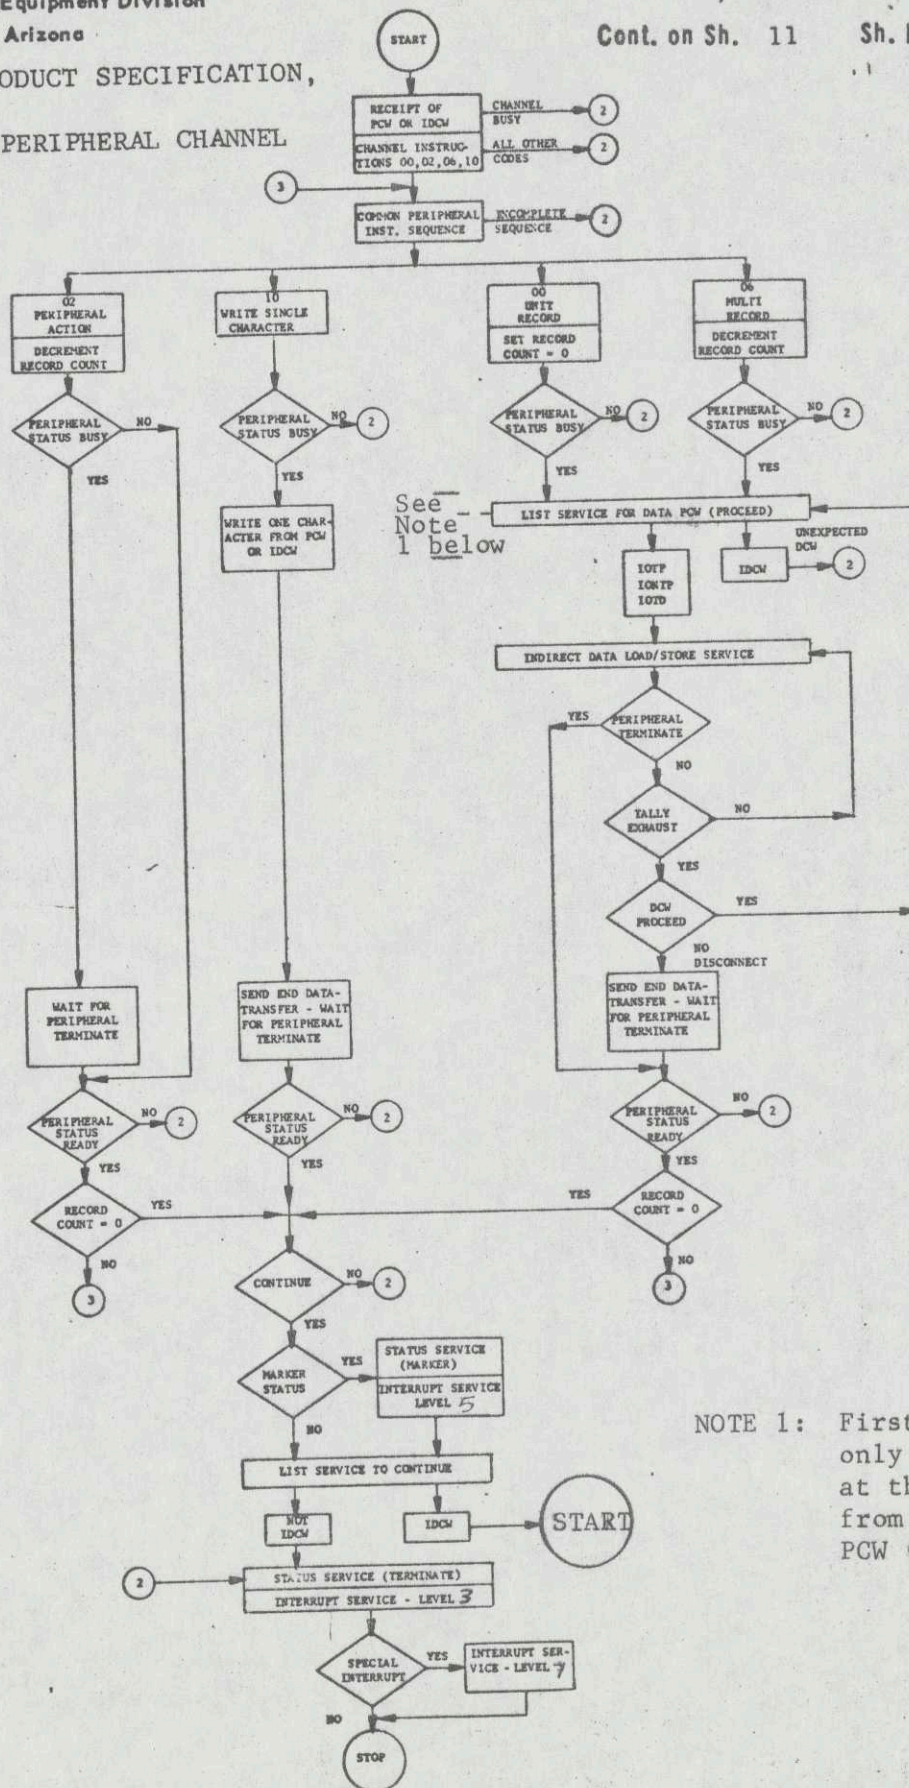 Equipment Division
Arizona
Cont. on Sh. 11
Sh.
ODUCT SPECIFICATION,
PERIPHERAL CHANNEL
START
RECEIPT OF
PCW OR IDCW
CHANNEL
BUSY
2
CHANNEL INSTRUC-
TIONS 00,02,06,10
ALL OTHER
CODES
2
3
COMMON PERIPHERAL
INST. SEQUENCE
INCOMPLETE
SEQUENCE
2
02
PERIPHERAL
ACTION
DECREMENT
RECORD COUNT
10
WRITE SINGLE
CHARACTER
00
UNIT
RECORD
SET RECORD
COUNT = 0
06
MULTI
RECORD
DECREMENT
RECORD COUNT
PERIPHERAL
STATUS BUSY
NO
YES
PERIPHERAL
STATUS BUSY
NO
2
YES
PERIPHERAL
STATUS BUSY
NO
2
YES
PERIPHERAL
STATUS BUSY
NO
2
YES
See
Note
1 below
LIST SERVICE FOR DATA PCW (PROCEED)
WRITE ONE CHAR-
ACTER FROM PCW
OR IDCW
IOTP
IONTP
IOTD
IDCW
UNEXPECTED
DCW
2
INDIRECT DATA LOAD/STORE SERVICE
PERIPHERAL
TERMINATE
YES
NO
TALLY
EXHAUST
NO
YES
DCW
PROCEED
YES
NO
DISCONNECT
WAIT FOR
PERIPHERAL
TERMINATE
SEND END DATA-
TRANSFER - WAIT
FOR PERIPHERAL
TERMINATE
SEND END DATA-
TRANSFER - WAIT
FOR PERIPHERAL
TERMINATE
PERIPHERAL
STATUS
READY
NO
2
YES
PERIPHERAL
STATUS
READY
NO
2
YES
PERIPHERAL
STATUS
READY
NO
2
YES
RECORD
COUNT = 0
YES
NO
3
RECORD
COUNT = 0
YES
NO
3
CONTINUE
NO
2
YES
MARKER
STATUS
YES
NO
STATUS SERVICE
(MARKER)
INTERRUPT SERVICE
LEVEL 5
LIST SERVICE TO CONTINUE
NOT
IDCW
IDCW
START
NOTE 1: First
only
at th
from
PCW
2
STATUS SERVICE (TERMINATE)
INTERRUPT SERVICE - LEVEL 3
SPECIAL
INTERRUPT
YES
INTERRUPT SER-
VICE - LEVEL 7
NO
STOP